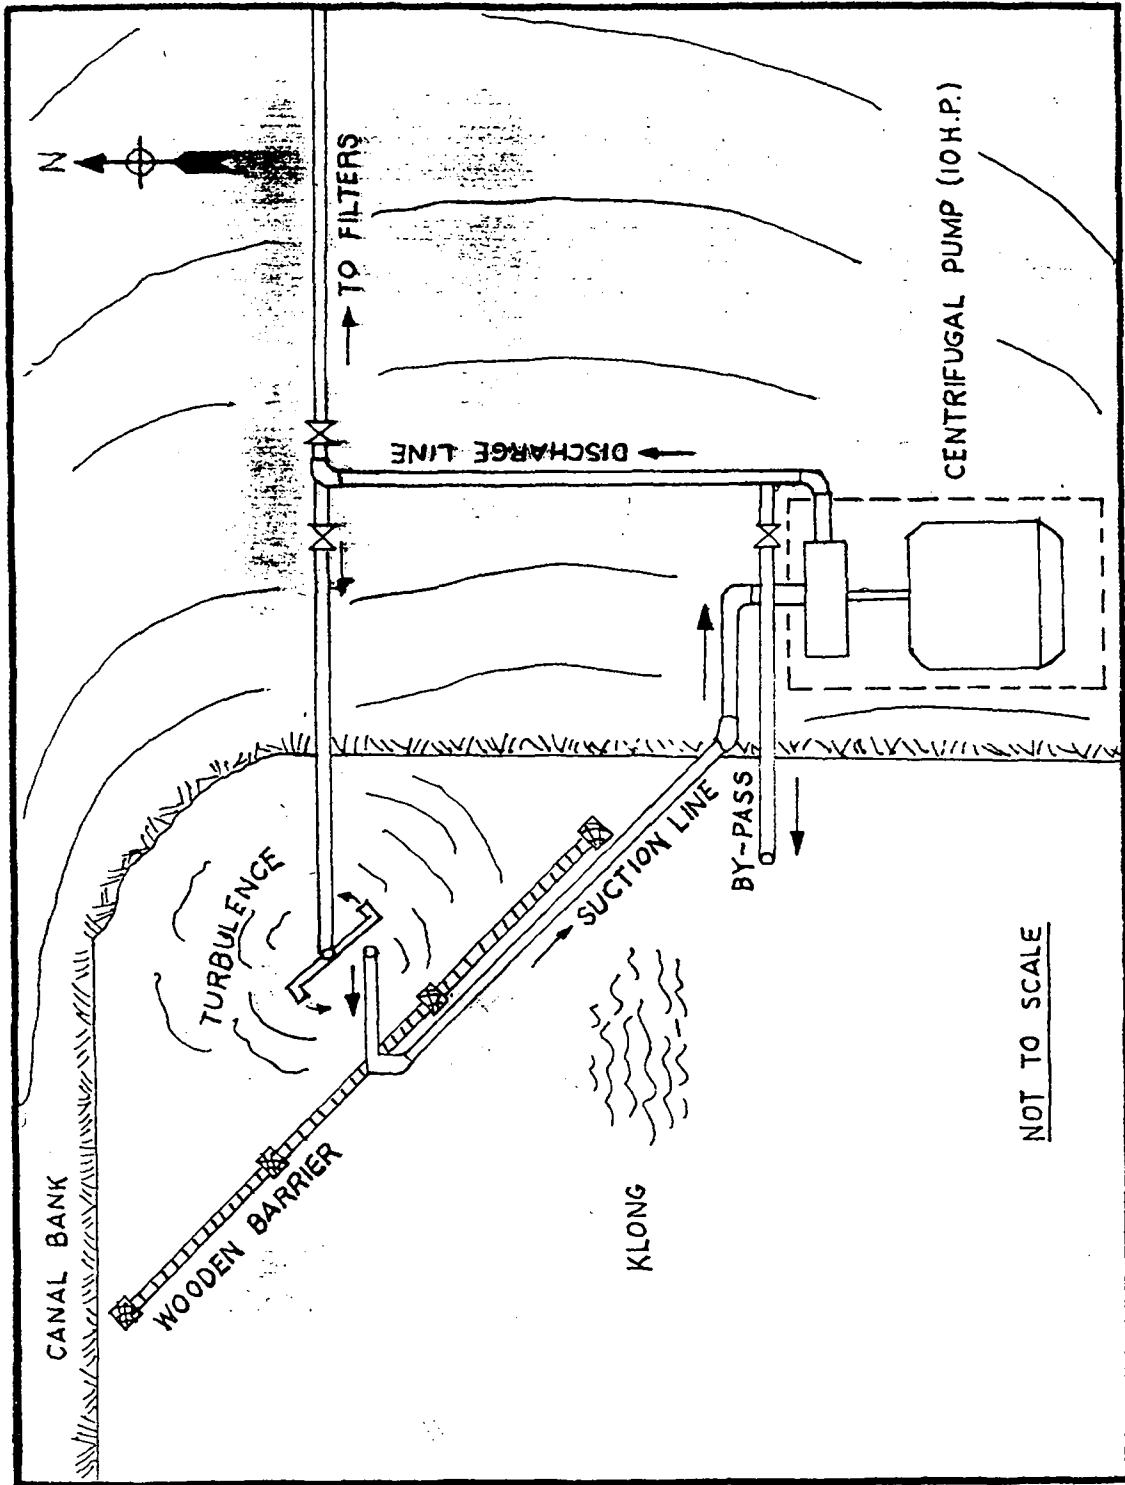 CANAL BANK
N
WOODEN BARRIER
TURBULENCE
TO FILTERS
DISCHARGE LINE
SUCTION LINE
BY-PASS
KLONG
CENTRIFUGAL PUMP (10 H.P.)
NOT TO SCALE